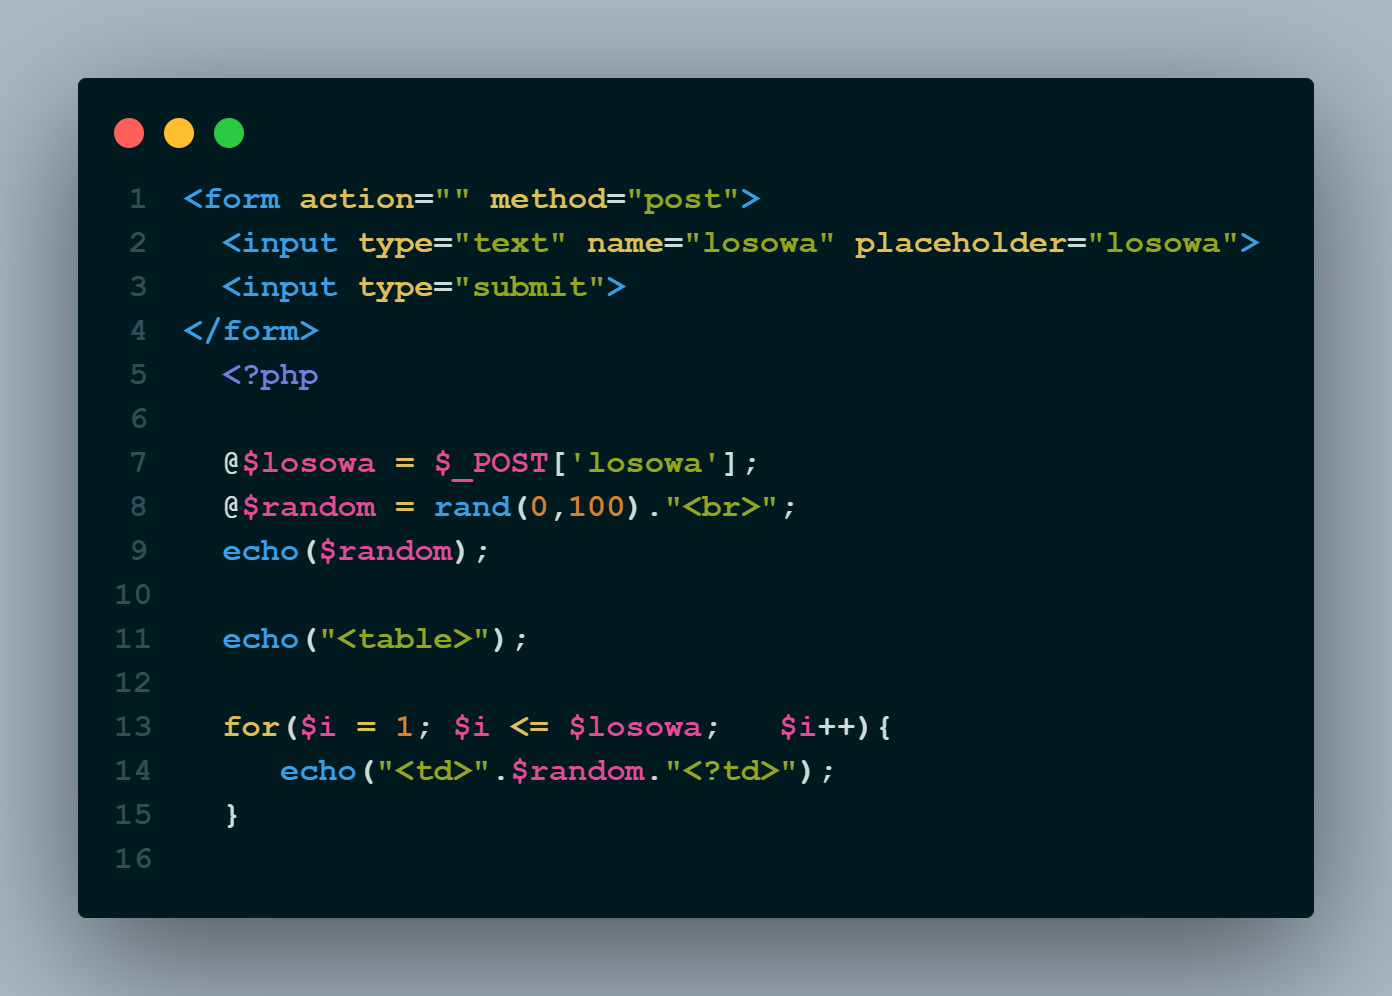 1 <form action="" method="post">
2   <input type="text" name="losowa" placeholder="losowa">
3   <input type="submit">
4 </form>
5   <?php
6
7   @$losowa = $_POST['losowa'];
8   @$random = rand(0,100)."<br>";
9   echo($random);
10
11   echo("<table>");
12
13   for($i = 1; $i <= $losowa;   $i++){
14      echo("<td>".$random."<?td>");
15   }
16